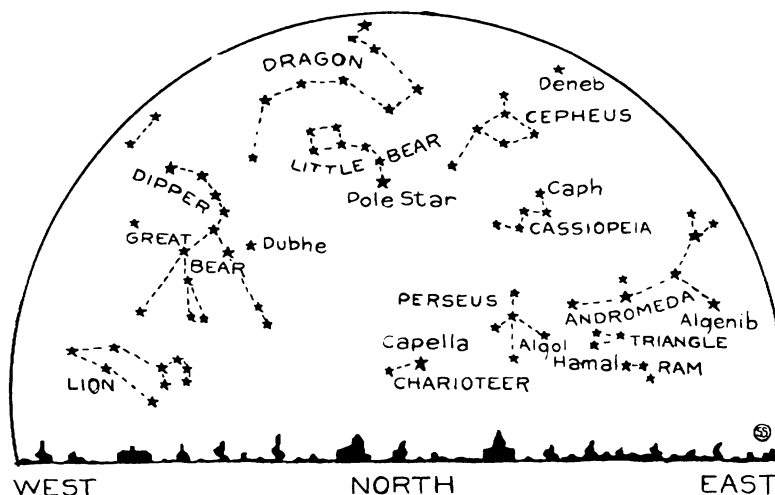 DRAGON
Deneb
CEPHEUS
LITTLE BEAR
DIPPER
Pole Star
Caph
CASSIOPEIA
GREAT
BEAR
Dubhe
PERSEUS
ANDROMEDA
Algenib
Capella
Algol
TRIANGLE
LION
CHARIOTEER
Hamal
RAM
SS
WEST
NORTH
EAST